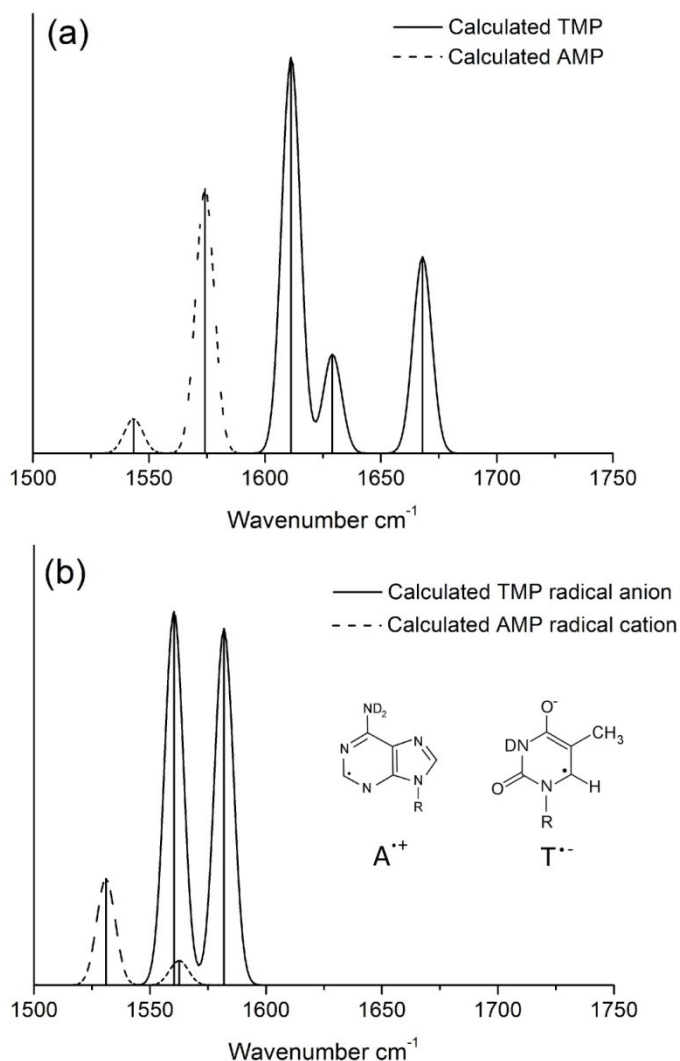 (a)
Calculated TMP
Calculated AMP
1500 1550 1600 1650 1700 1750
Wavenumber cm⁻¹
(b)
Calculated TMP radical anion
Calculated AMP radical cation
ND₂
N
N
N
N
R
A•+
O⁻
DN
CH₃
O
N
H
R
T•-
1500 1550 1600 1650 1700 1750
Wavenumber cm⁻¹